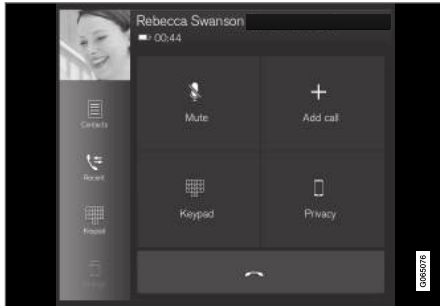 Rebecca Swanson
00:44
Mute
Add call
Contacts
Recent
Keypad
Privacy
Keypad
G065076